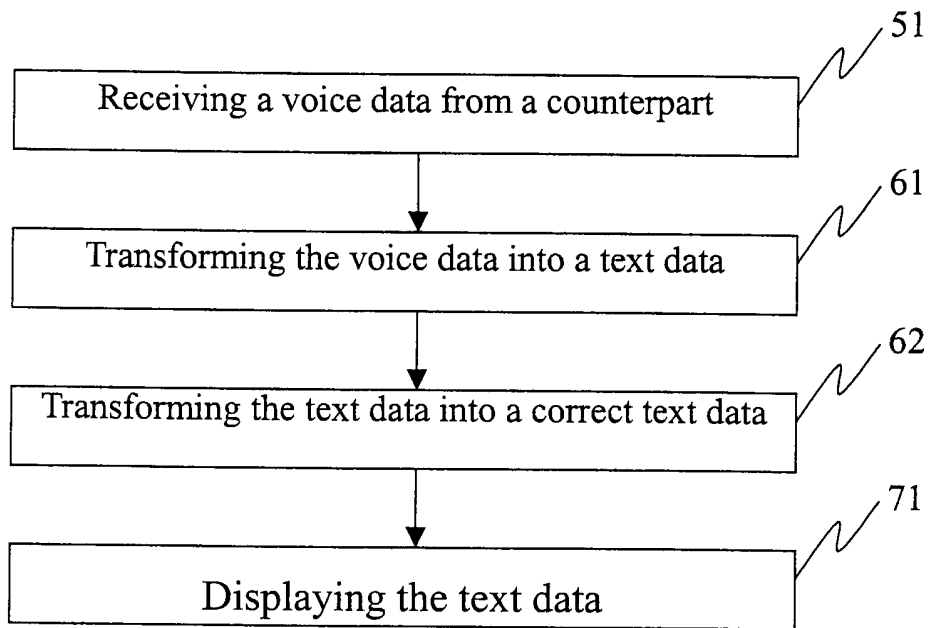 51
Receiving a voice data from a counterpart
61
Transforming the voice data into a text data
62
Transforming the text data into a correct text data
71
Displaying the text data